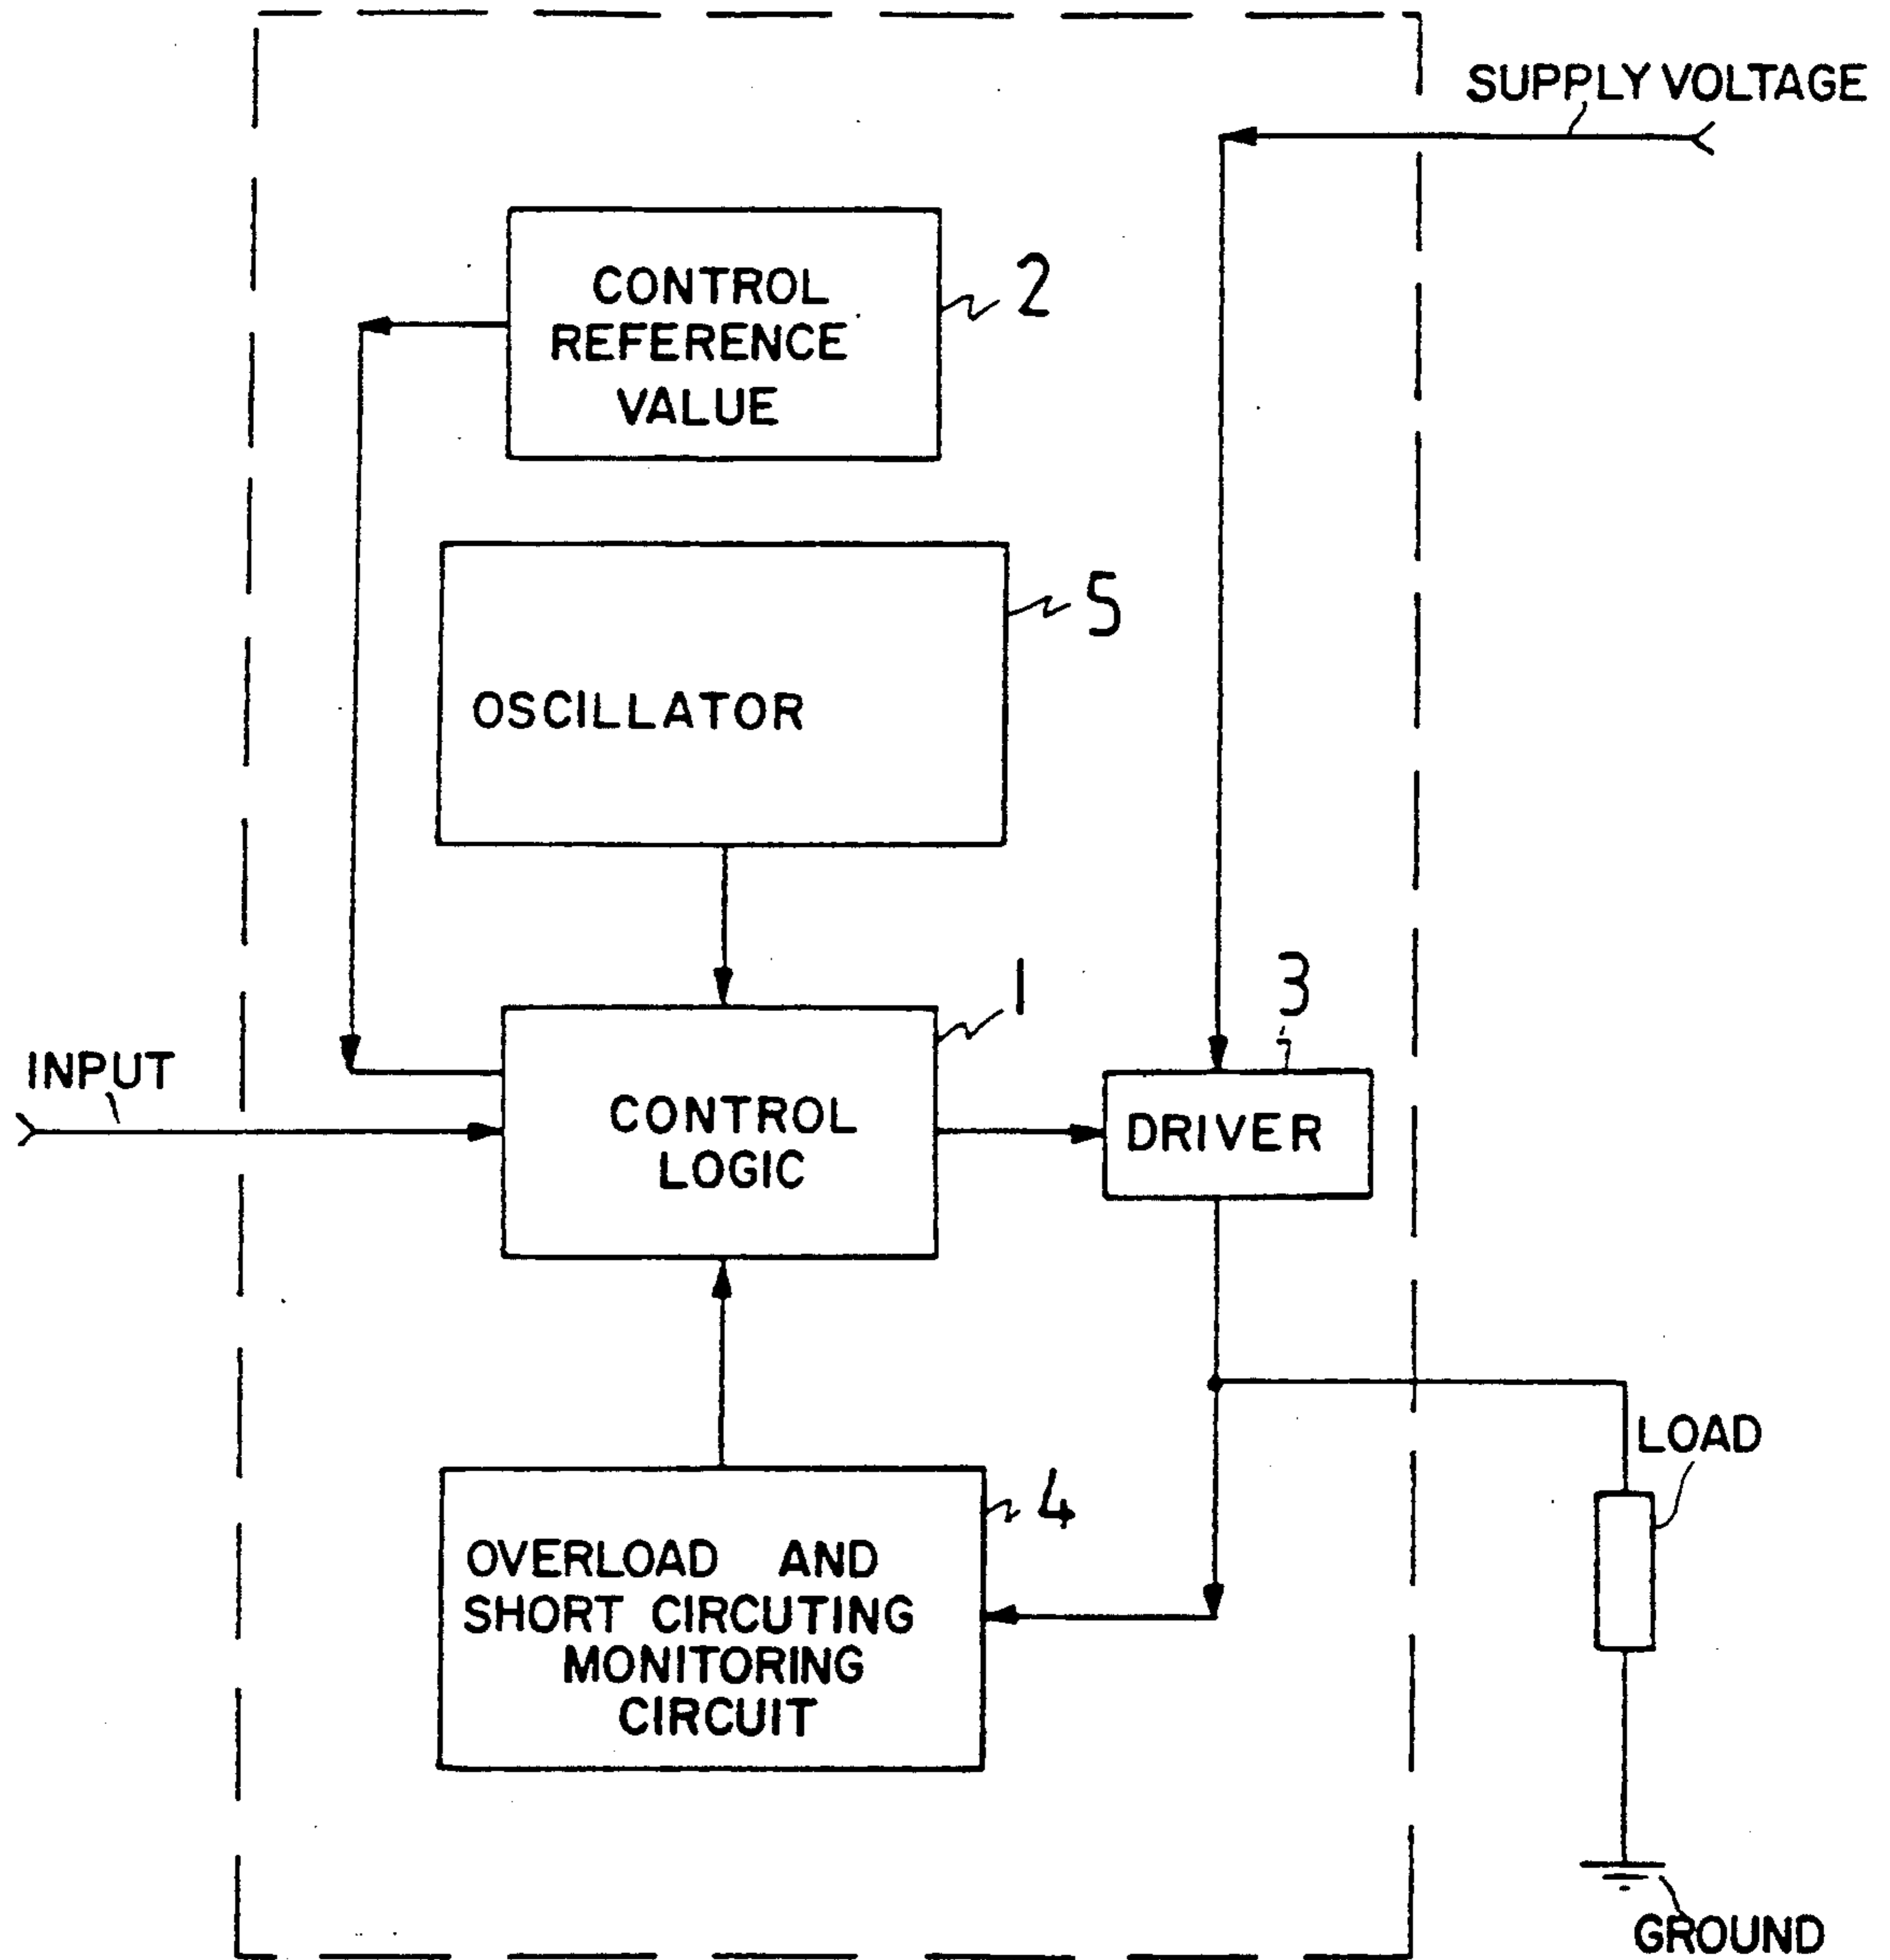 SUPPLY VOLTAGE
CONTROL
REFERENCE
VALUE
2
5
OSCILLATOR
1
3
INPUT
CONTROL
LOGIC
DRIVER
LOAD
4
OVERLOAD AND
SHORT CIRCUTING
MONITORING
CIRCUIT
GROUND